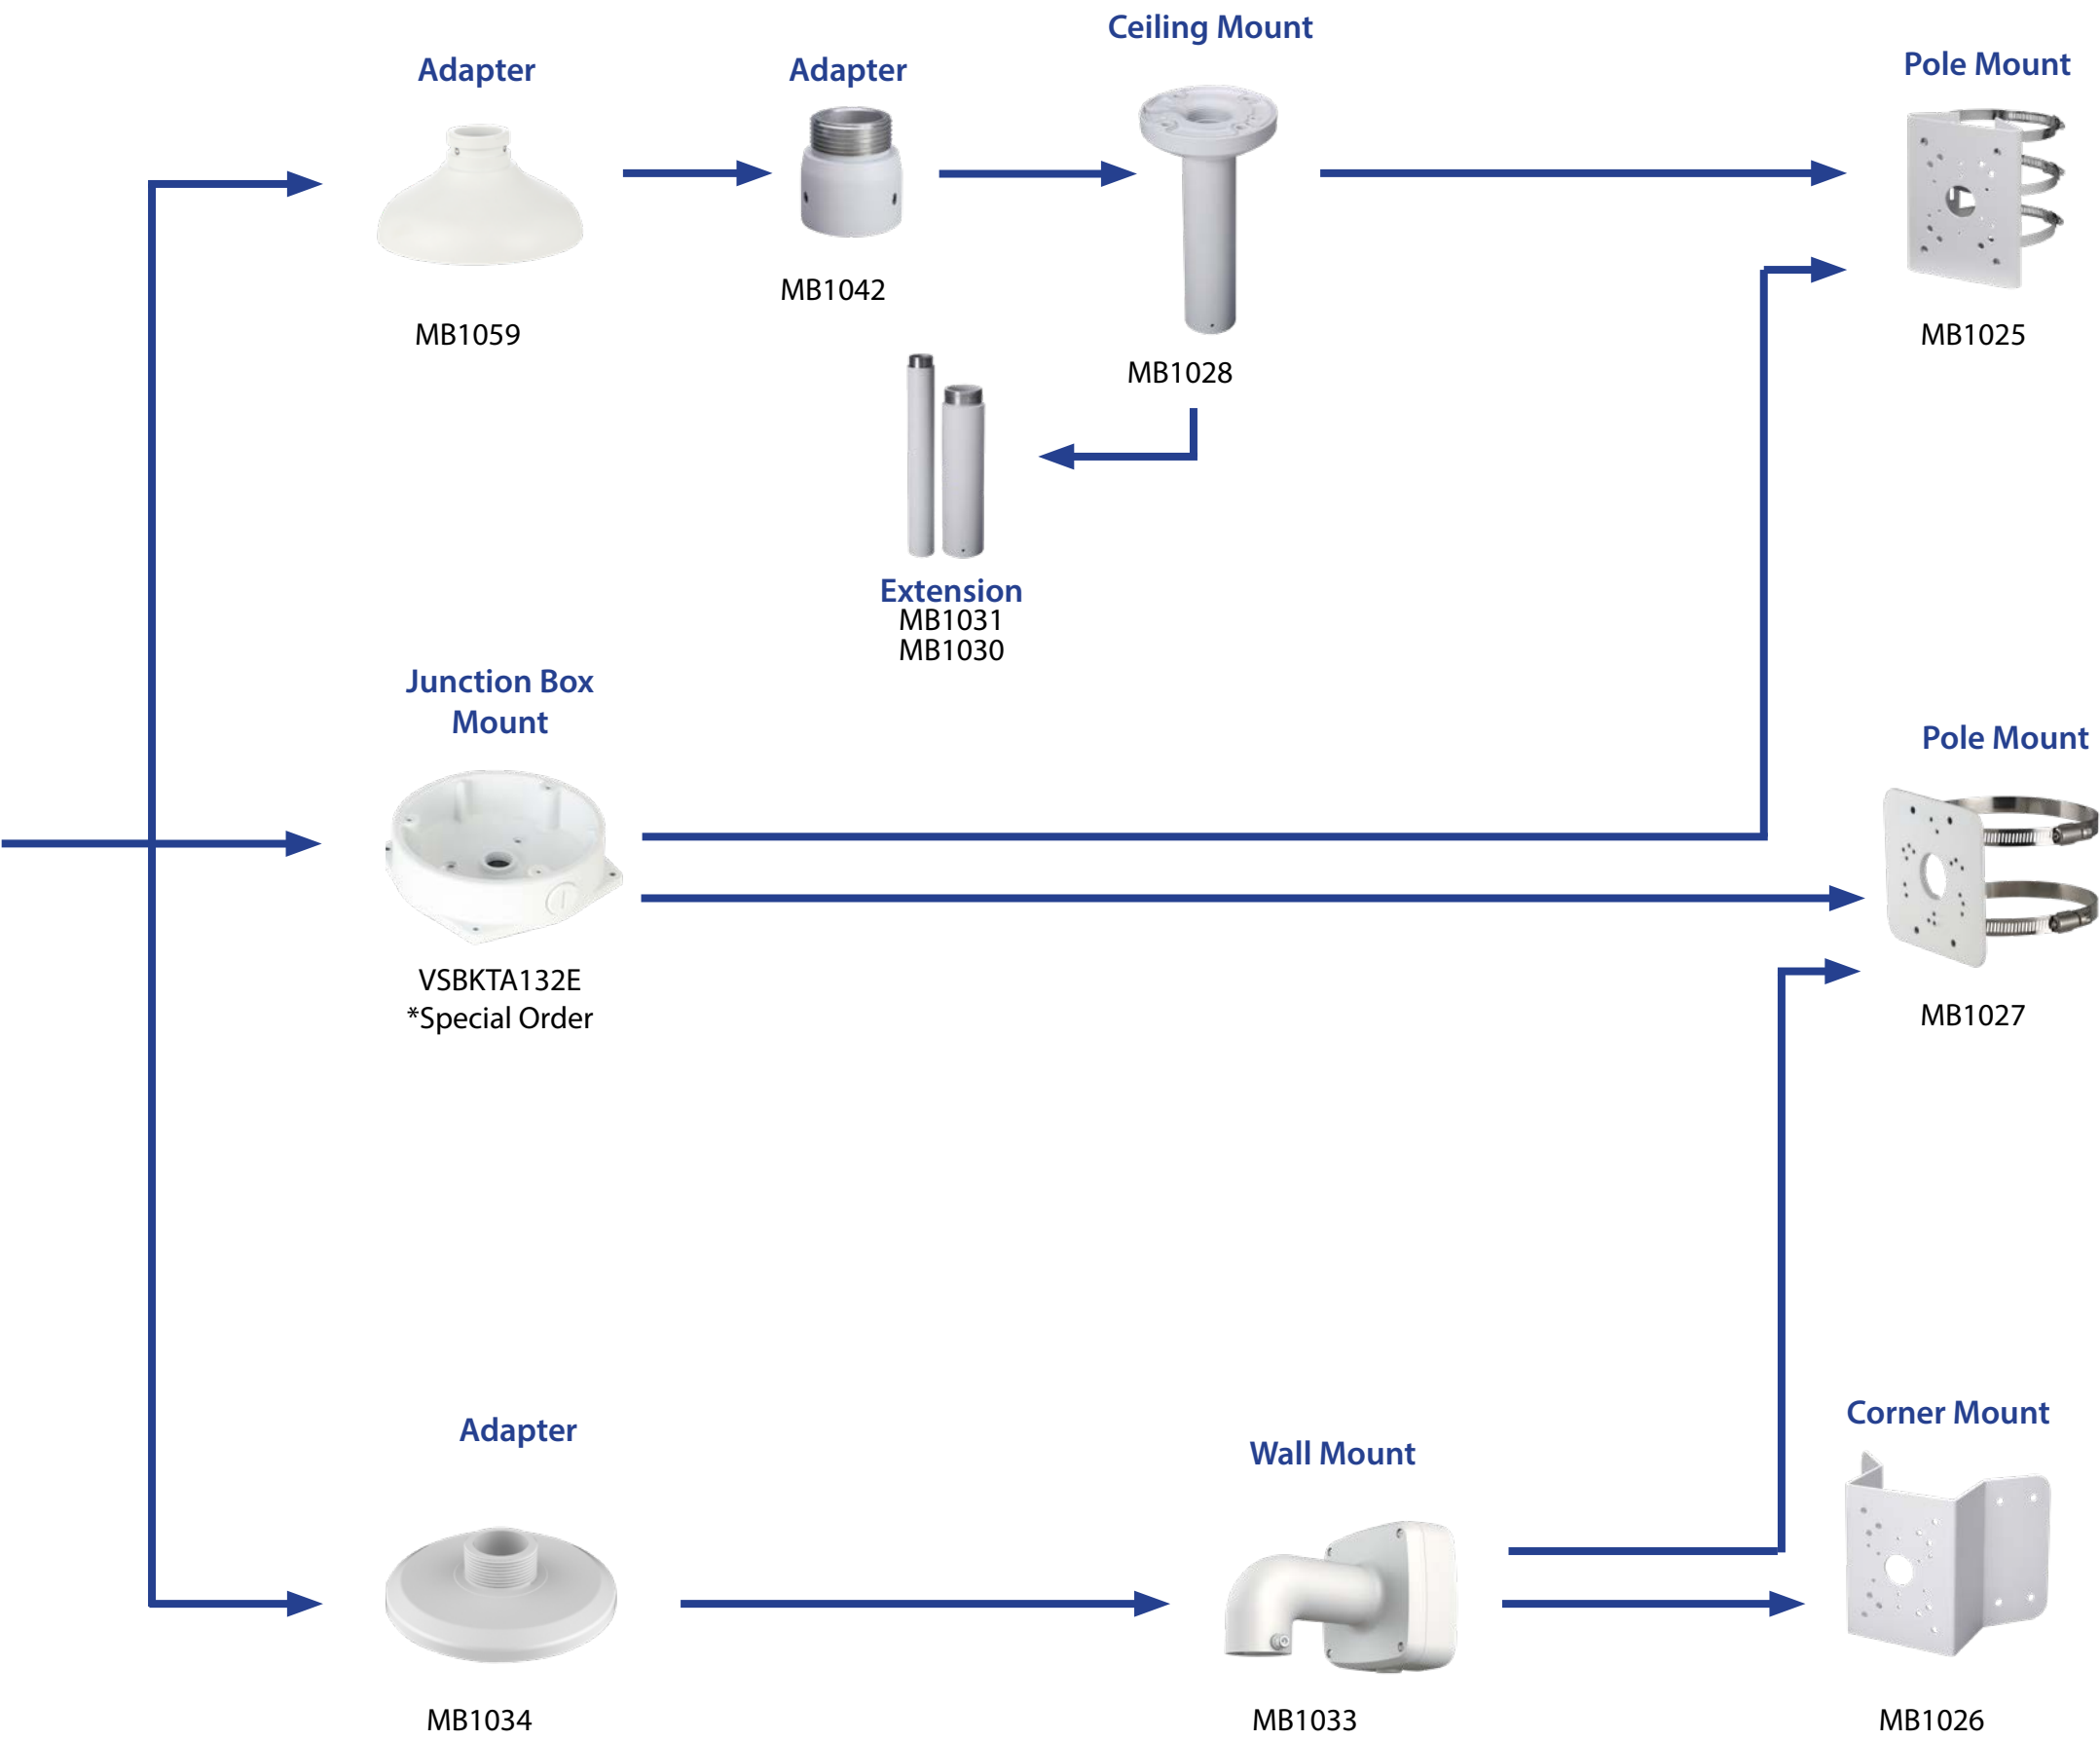 Ceiling Mount
Adapter
Adapter
Pole Mount
MB1042
MB1059
MB1025
MB1028
Extension
MB1031
MB1030
Junction Box
Mount
Pole Mount
VSBKTA132E
*Special Order
MB1027
Adapter
Wall Mount
Corner Mount
MB1034
MB1033
MB1026